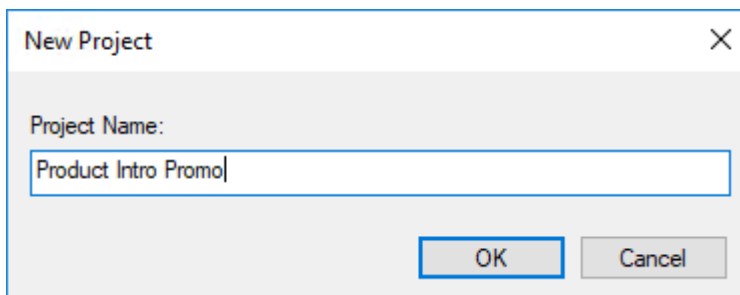 New Project
Project Name:
Product Intro Promo
OK Cancel